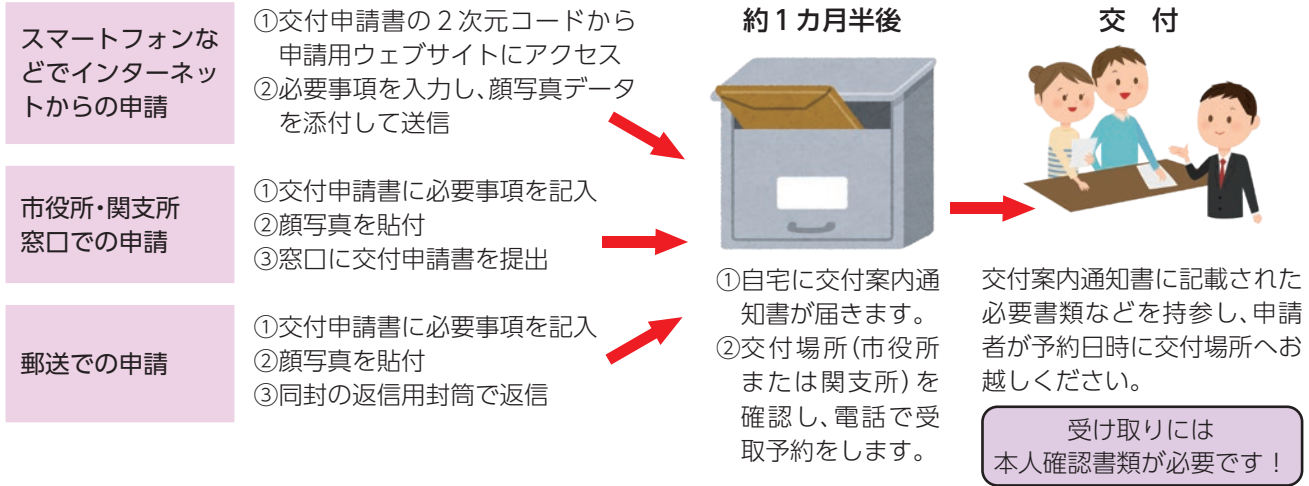 スマートフォンな
どでインターネッ
トからの申請
①交付申請書の２次元コードから
申請用ウェブサイトにアクセス
②必要事項を入力し、顔写真データ
を添付して送信
市役所・関支所
窓口での申請
①交付申請書に必要事項を記入
②顔写真を貼付
③窓口に交付申請書を提出
郵送での申請
①交付申請書に必要事項を記入
②顔写真を貼付
③同封の返信用封筒で返信
約１カ月半後
①自宅に交付案内通
知書が届きます。
②交付場所（市役所
または関支所）を
確認し、電話で受
取予約をします。
交　付
交付案内通知書に記載された
必要書類などを持参し、申請
者が予約日時に交付場所へお
越しください。
受け取りには
本人確認書類が必要です！